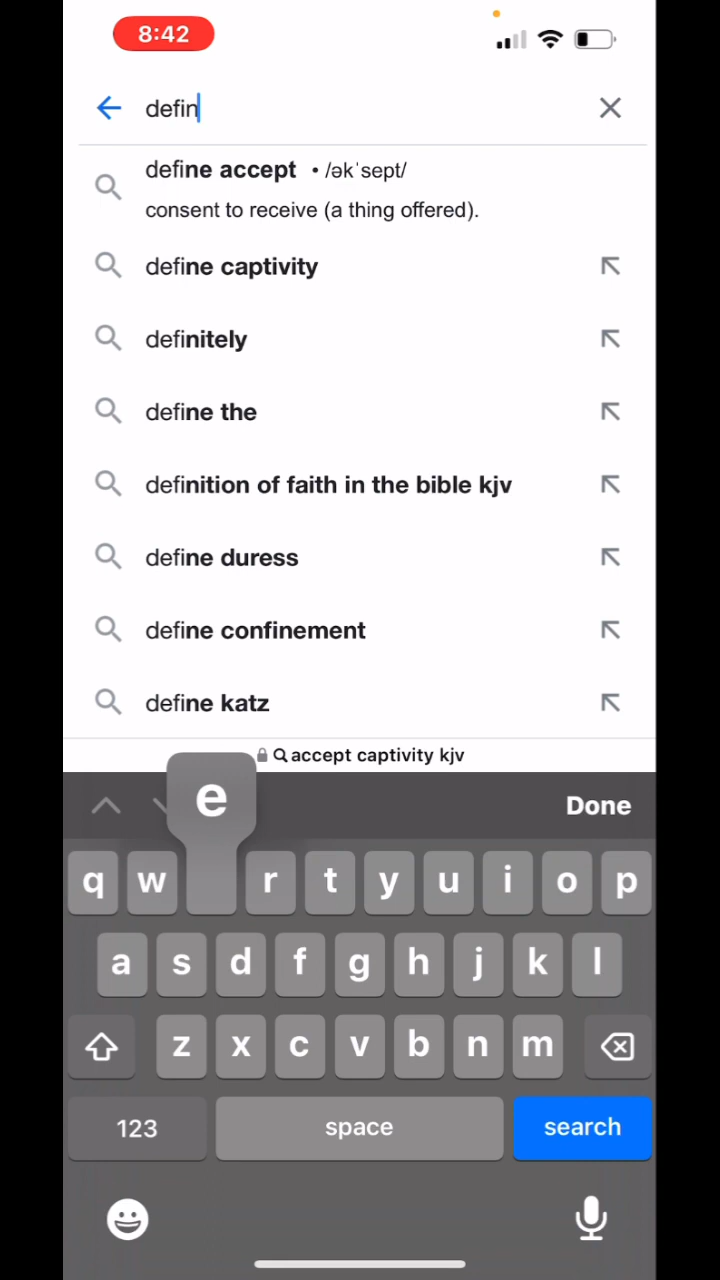 8:42
defin
define accept • /əkˈsept/
consent to receive (a thing offered).
define captivity
definitely
define the
definition of faith in the bible kjv
define duress
define confinement
define katz
accept captivity kjv
e
Done
q w r t y u i o p
a s d f g h j k l
z x c v b n m
123 space search